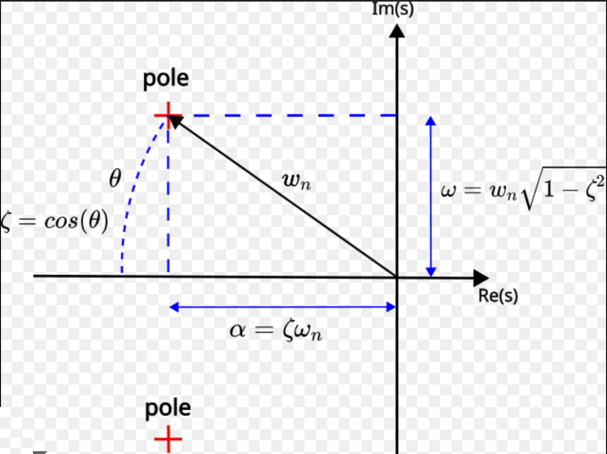 Im(s)
pole
θ
w_n
ω = w_n√(1 − ζ²)
ζ = cos(θ)
Re(s)
α = ζω_n
pole